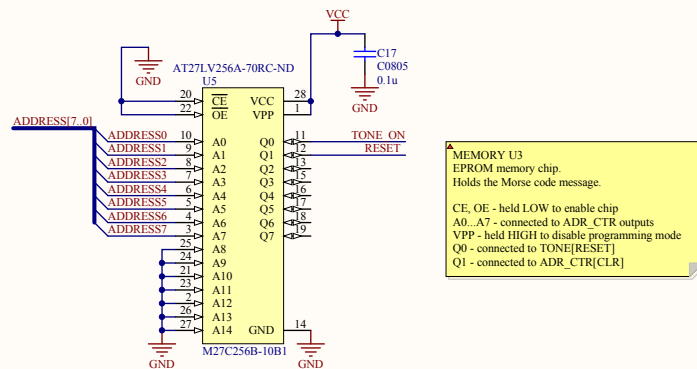 VCC
C17
C0805
0.1u
GND
GND
AT27LV256A-70RC-ND
U5
ADDRESS[7..0]
20 CE VCC 28
22 OE VPP 1
ADDRESS0 10 A0 Q0 11 TONE_ON
ADDRESS1 9 A1 Q1 12 RESET
ADDRESS2 8 A2 Q2 13
ADDRESS3 7 A3 Q3 15
ADDRESS4 6 A4 Q4 16
ADDRESS5 5 A5 Q5 17
ADDRESS6 4 A6 Q6 18
ADDRESS7 3 A7 Q7 19
25 A8
24 A9
21 A10
23 A11
2 A12
26 A13
27 A14 GND 14
M27C256B-10B1
GND
GND
MEMORY U3
EPROM memory chip.
Holds the Morse code message.
CE, OE - held LOW to enable chip
A0...A7 - connected to ADR_CTR outputs
VPP - held HIGH to disable programming mode
Q0 - connected to TONE[RESET]
Q1 - connected to ADR_CTR[CLR]